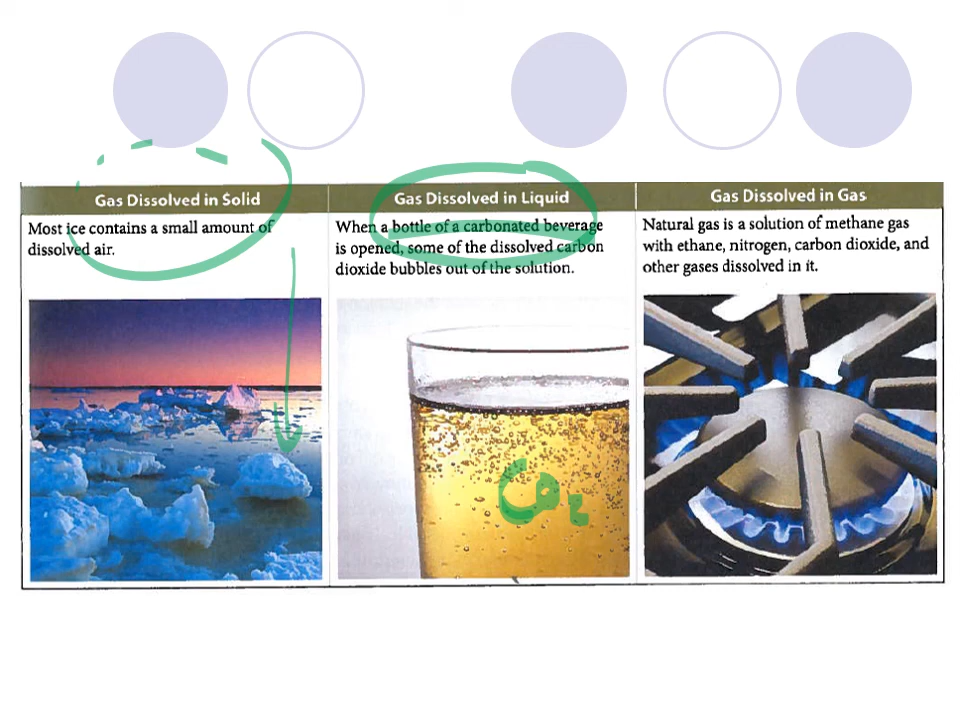 Gas Dissolved in Solid
Most ice contains a small amount of
dissolved air.
Gas Dissolved in Liquid
When a bottle of a carbonated beverage
is opened, some of the dissolved carbon
dioxide bubbles out of the solution.
CO2
Gas Dissolved in Gas
Natural gas is a solution of methane gas
with ethane, nitrogen, carbon dioxide, and
other gases dissolved in it.